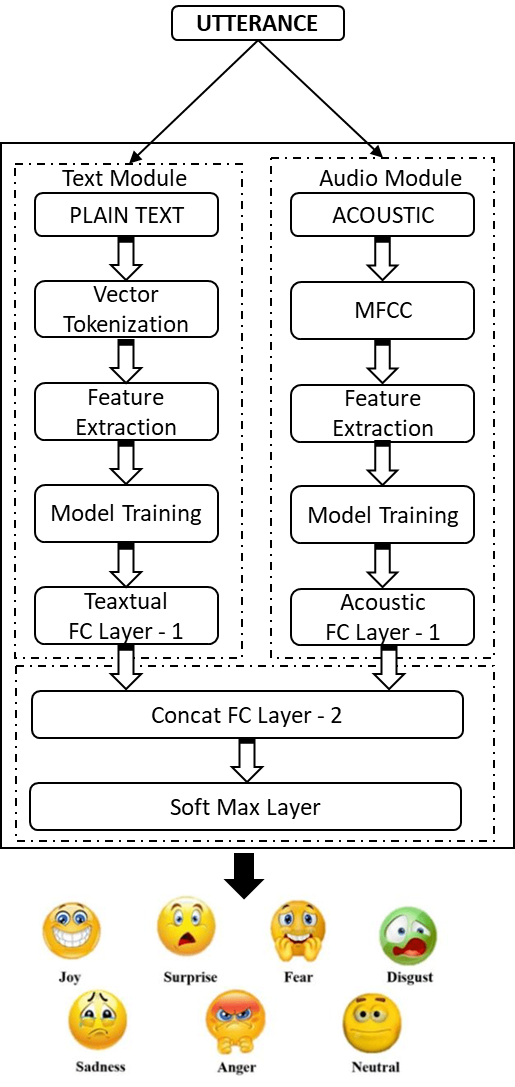 UTTERANCE
Text Module
PLAIN TEXT
Vector
Tokenization
Feature
Extraction
Model Training
Teaxtual
FC Layer - 1
Audio Module
ACOUSTIC
MFCC
Feature
Extraction
Model Training
Acoustic
FC Layer - 1
Concat FC Layer - 2
Soft Max Layer
Joy
Surprise
Fear
Disgust
Sadness
Anger
Neutral